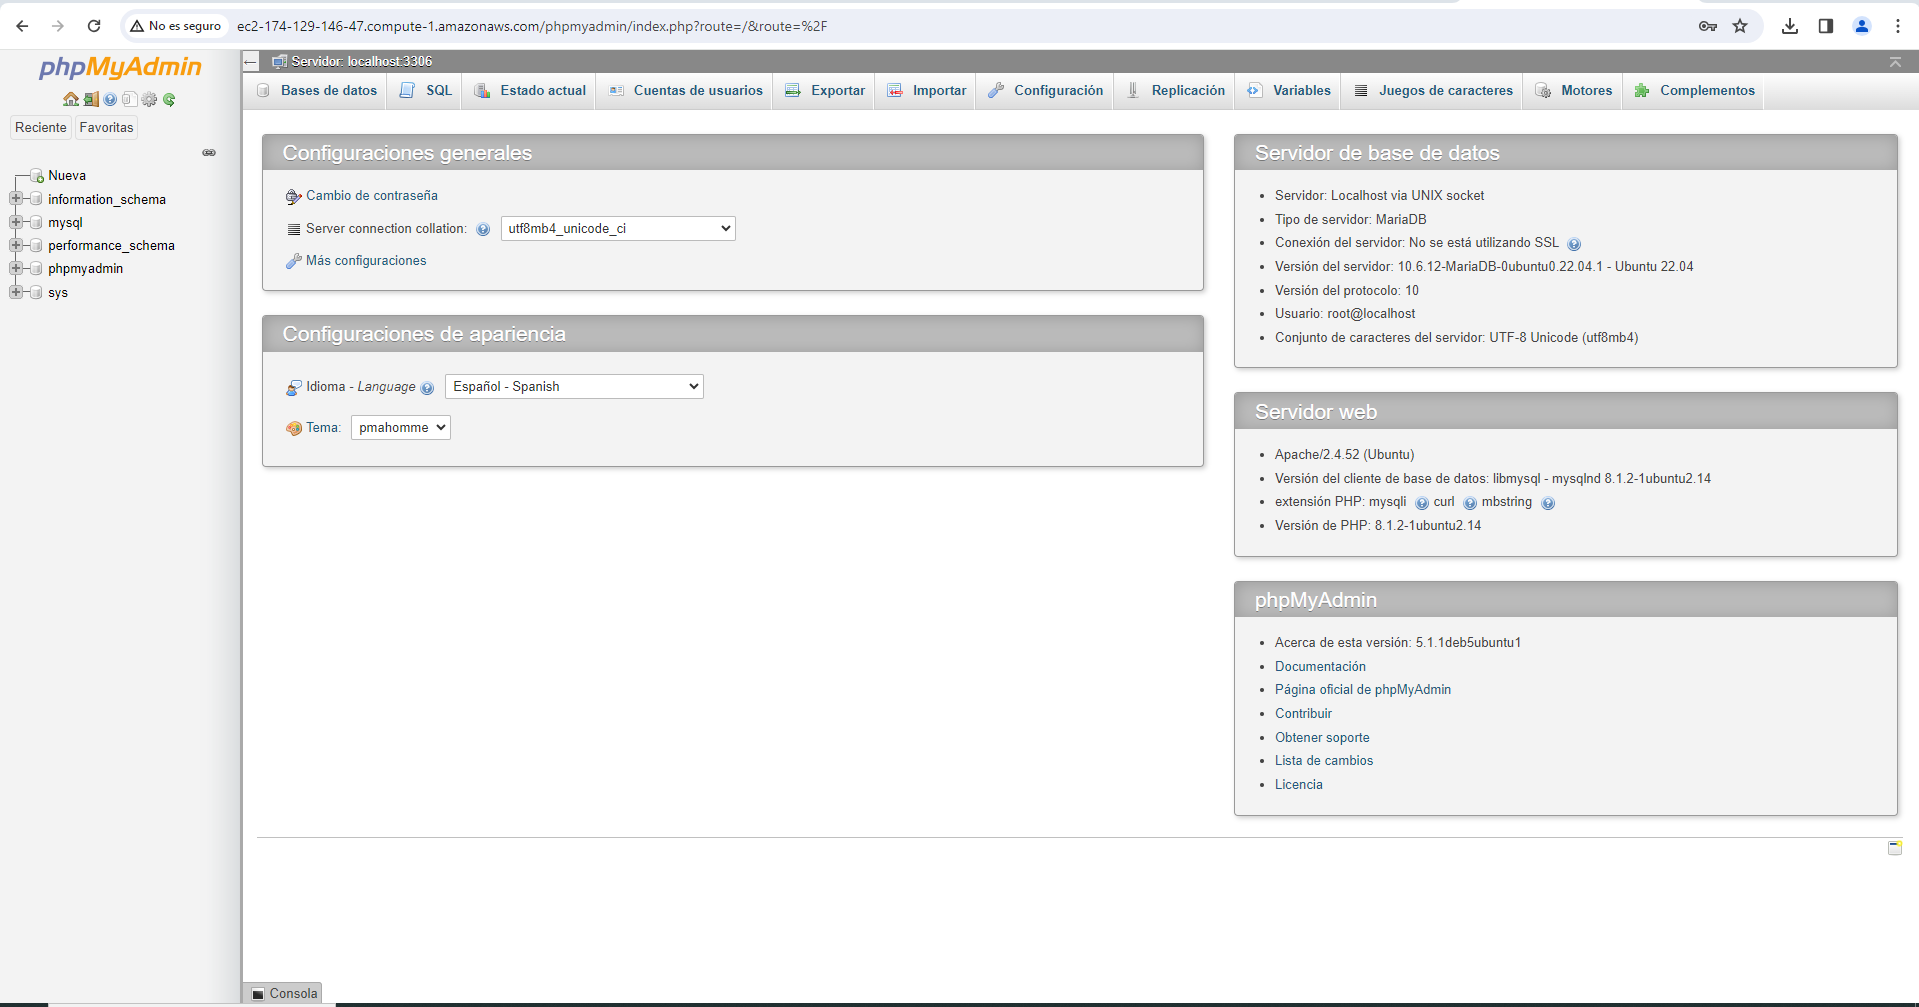 No es seguro
ec2-174-129-146-47.compute-1.amazonaws.com/phpmyadmin/index.php?route=/&route=%2F
phpMyAdmin
Reciente
Favoritas
Nueva
information_schema
mysql
performance_schema
phpmyadmin
sys
Servidor: localhost:3306
Bases de datos
SQL
Estado actual
Cuentas de usuarios
Exportar
Importar
Configuración
Replicación
Variables
Juegos de caracteres
Motores
Complementos
Configuraciones generales
Cambio de contraseña
Server connection collation:
utf8mb4_unicode_ci
Más configuraciones
Configuraciones de apariencia
Idioma - Language
Español - Spanish
Tema:
pmahomme
Servidor de base de datos
Servidor: Localhost via UNIX socket
Tipo de servidor: MariaDB
Conexión del servidor: No se está utilizando SSL
Versión del servidor: 10.6.12-MariaDB-0ubuntu0.22.04.1 - Ubuntu 22.04
Versión del protocolo: 10
Usuario: root@localhost
Conjunto de caracteres del servidor: UTF-8 Unicode (utf8mb4)
Servidor web
Apache/2.4.52 (Ubuntu)
Versión del cliente de base de datos: libmysql - mysqlnd 8.1.2-1ubuntu2.14
extensión PHP: mysqli curl mbstring
Versión de PHP: 8.1.2-1ubuntu2.14
phpMyAdmin
Acerca de esta versión: 5.1.1deb5ubuntu1
Documentación
Página oficial de phpMyAdmin
Contribuir
Obtener soporte
Lista de cambios
Licencia
Consola